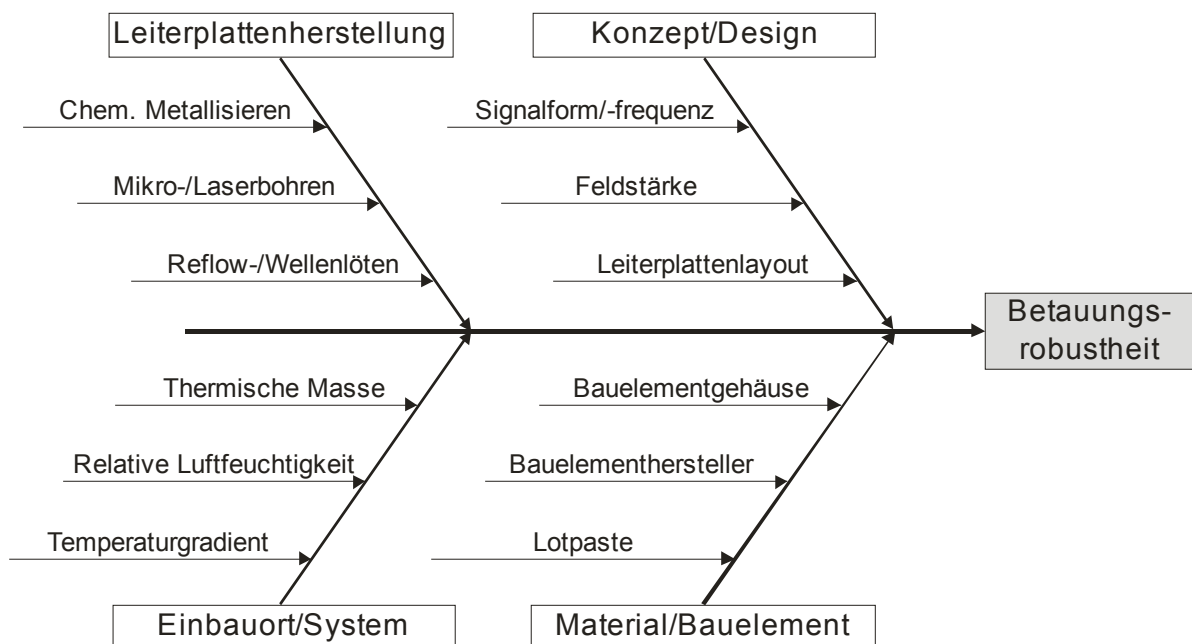 Leiterplattenherstellung
Konzept/Design
Chem. Metallisieren
Signalform/-frequenz
Mikro-/Laserbohren
Feldstärke
Reflow-/Wellenlöten
Leiterplattenlayout
Betauungs-
robustheit
Thermische Masse
Bauelementgehäuse
Relative Luftfeuchtigkeit
Bauelementhersteller
Temperaturgradient
Lotpaste
Einbauort/System
Material/Bauelement